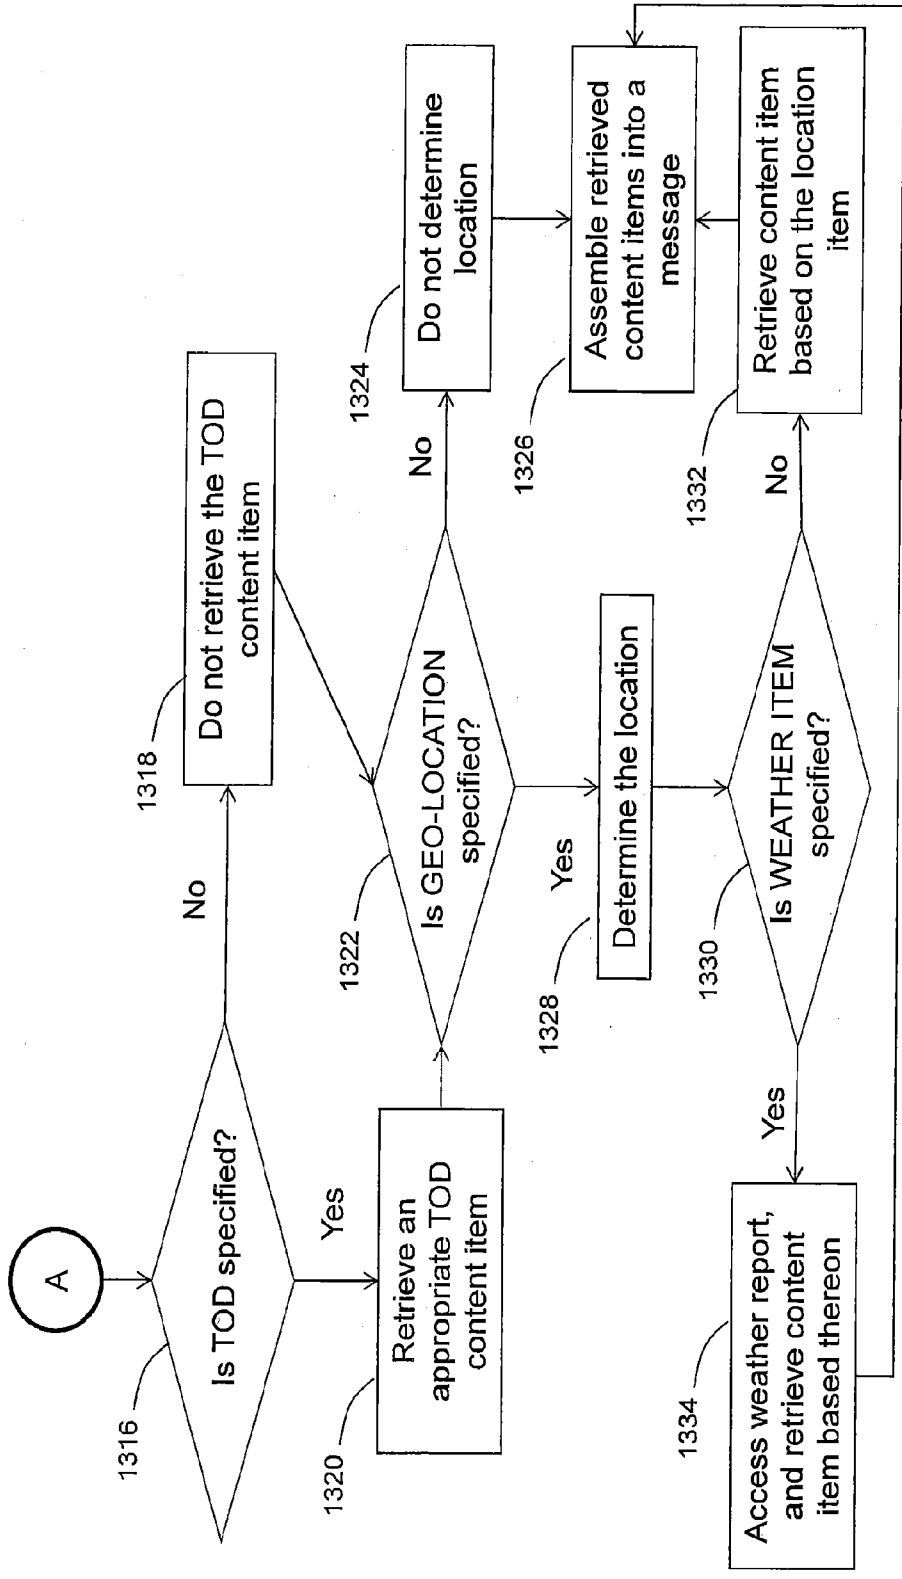 A
1316
Is TOD specified?
No
1318
Do not retrieve the TOD
content item
Yes
1320
Retrieve an
appropriate TOD
content item
1322
Is GEO-LOCATION
specified?
No
1324
Do not determine
location
1326
Assemble retrieved
content items into a
message
Yes
1328
Determine the location
1330
Is WEATHER ITEM
specified?
No
1332
Retrieve content item
based on the location
item
Yes
1334
Access weather report,
and retrieve content
item based thereon